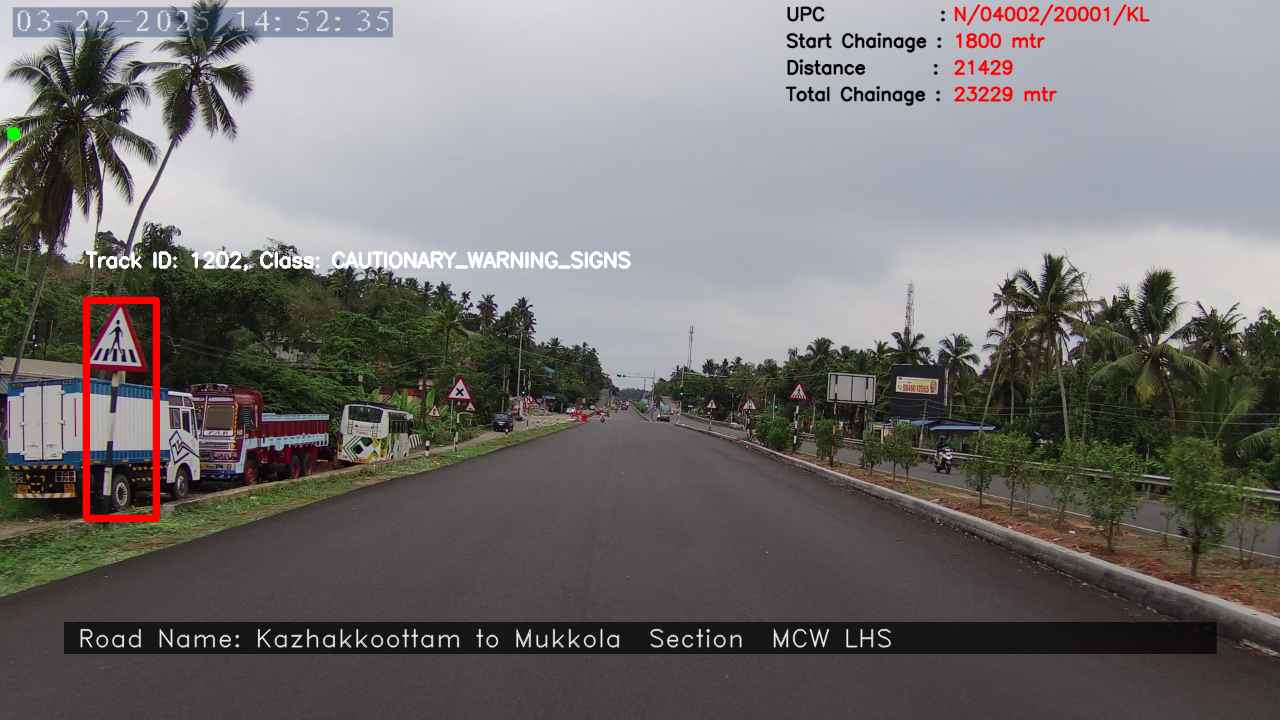 03-22-2025 14:52:35
UPC : N/04002/20001/KL
Start Chainage : 1800 mtr
Distance : 21429
Total Chainage : 23229 mtr
Track ID: 1202, Class: CAUTIONARY_WARNING_SIGNS
Road Name: Kazhakkoottam to Mukkola Section MCW LHS